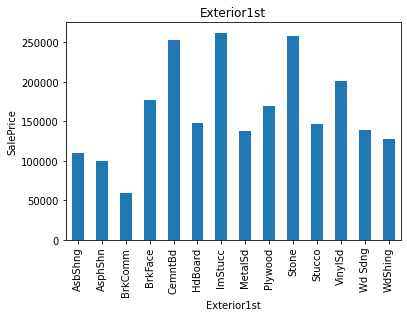 Exterior1st
250000
200000
150000
100000
50000
0
SalePrice
AsbShng
AsphShn
BrkComm
BrkFace
CemntBd
HdBoard
ImStucc
MetalSd
Plywood
Stone
Stucco
VinylSd
Wd Sdng
WdShing
Exterior1st